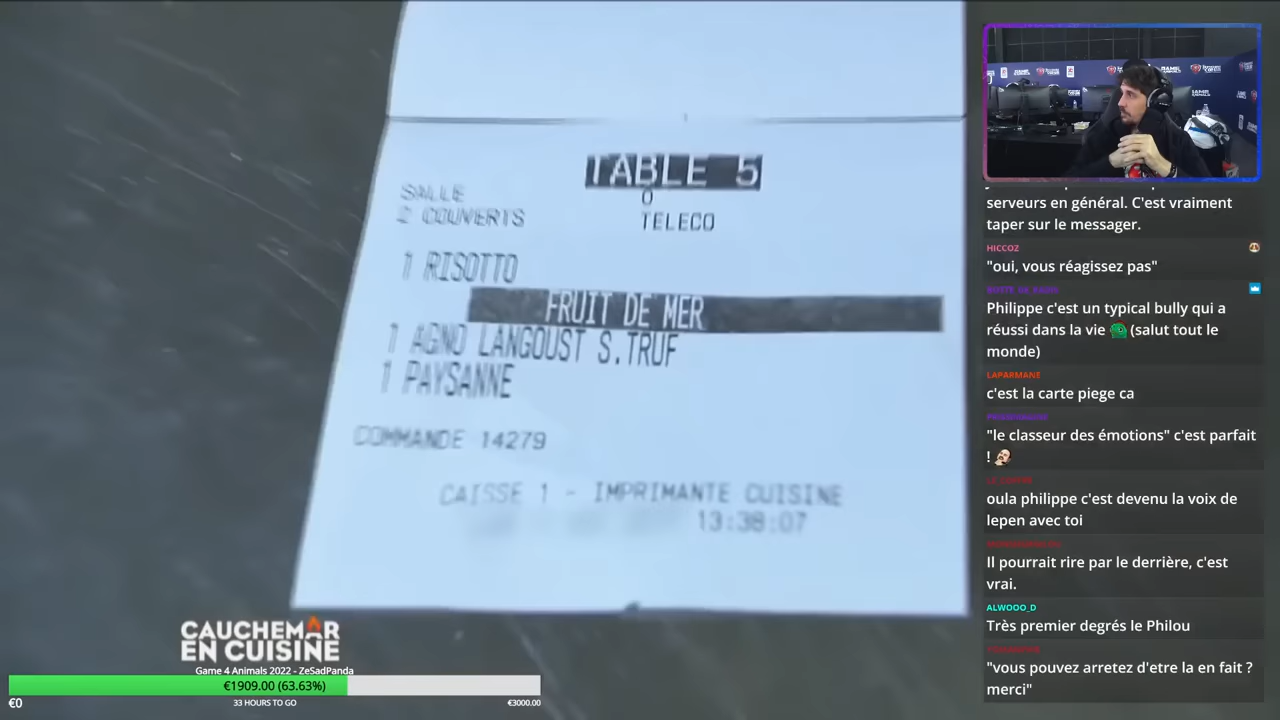 TABLE 5
SALLE
0
2 COUVERTS
TELECO
1 RISOTTO
FRUIT DE MER
1 AGNO LANGOUST S.TRUF
1 PAYSANNE
COMMANDE 14279
CAISSE 1 - IMPRIMANTE CUISINE
13:38:07
CAUCHEMAR
EN CUISINE
Game 4 Animals 2022 - ZeSadPanda
€1909.00 (63.63%)
€0
33 HOURS TO GO
€3000.00
serveurs en général. C'est vraiment
taper sur le messager.
HICCOZ
"oui, vous réagissez pas"
Philippe c'est un typical bully qui a
réussi dans la vie (salut tout le
monde)
LAPARMANE
c'est la carte piege ca
"le classeur des émotions" c'est parfait
!
oula philippe c'est devenu la voix de
lepen avec toi
Il pourrait rire par le derrière, c'est
vrai.
ALWOOO_D
Très premier degrés le Philou
"vous pouvez arretez d'etre la en fait ?
merci"